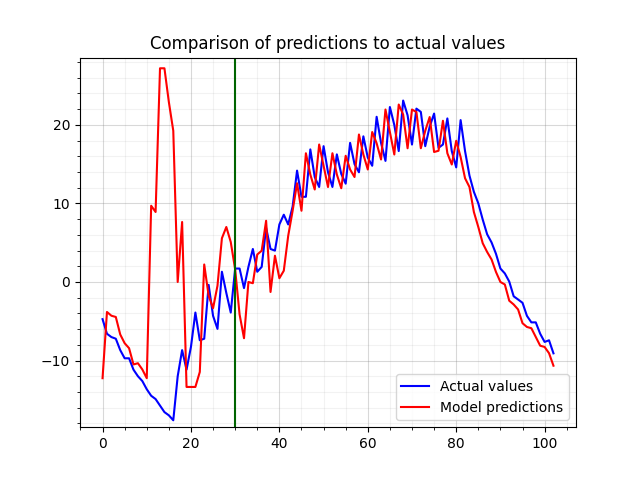 Comparison of predictions to actual values
20
10
0
−10
0 20 40 60 80 100
Actual values
Model predictions